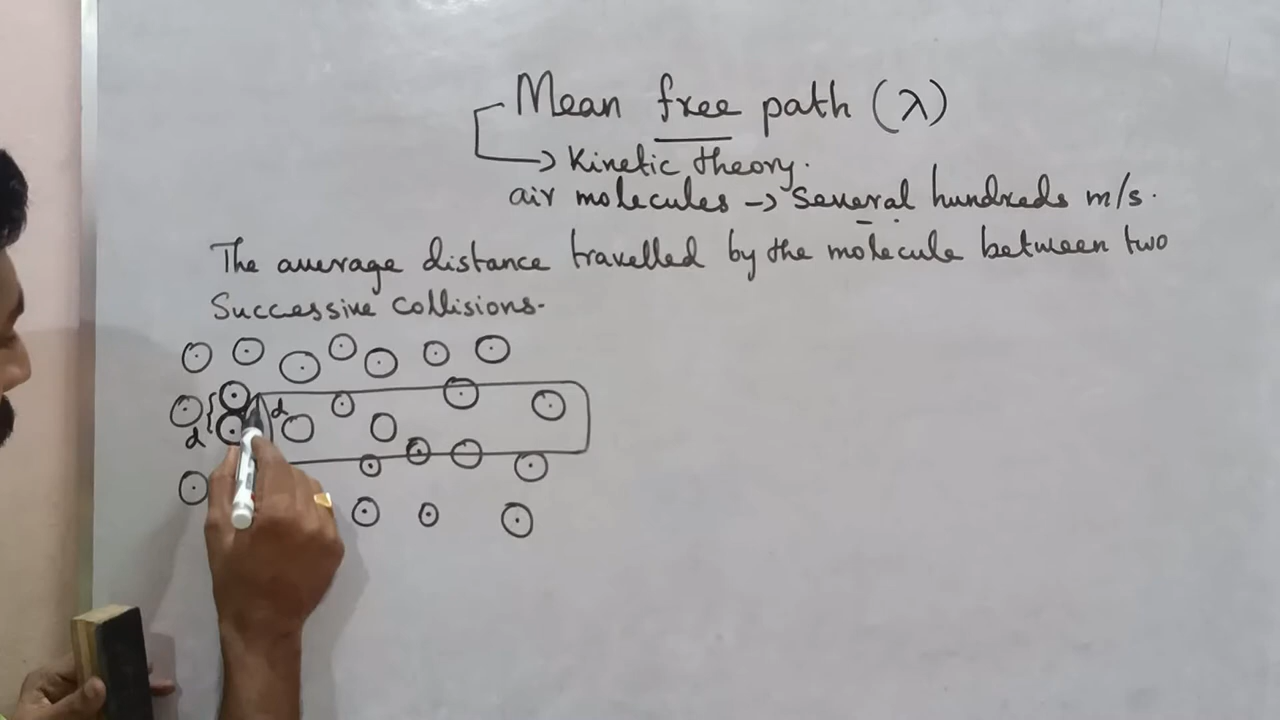 Mean free path (λ)
Kinetic theory.
air molecules -> Several hundreds m/s.
The average distance travelled by the molecule between two
Successive collisions.
d
d